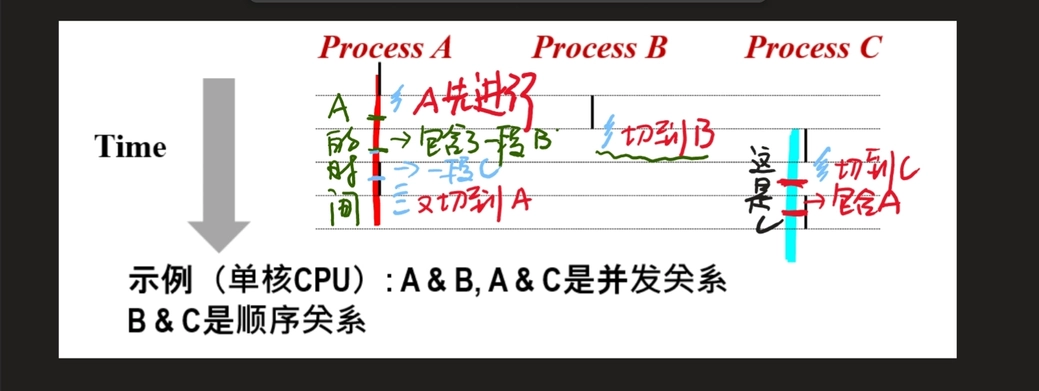 Process A Process B Process C
A A先进行
的 →包含了一段B 切到B
Time
时 →一段C 这 切到C
间 又切到A 是 →包含A
C
示例（单核CPU）: A & B, A & C是并发关系
B & C是顺序关系